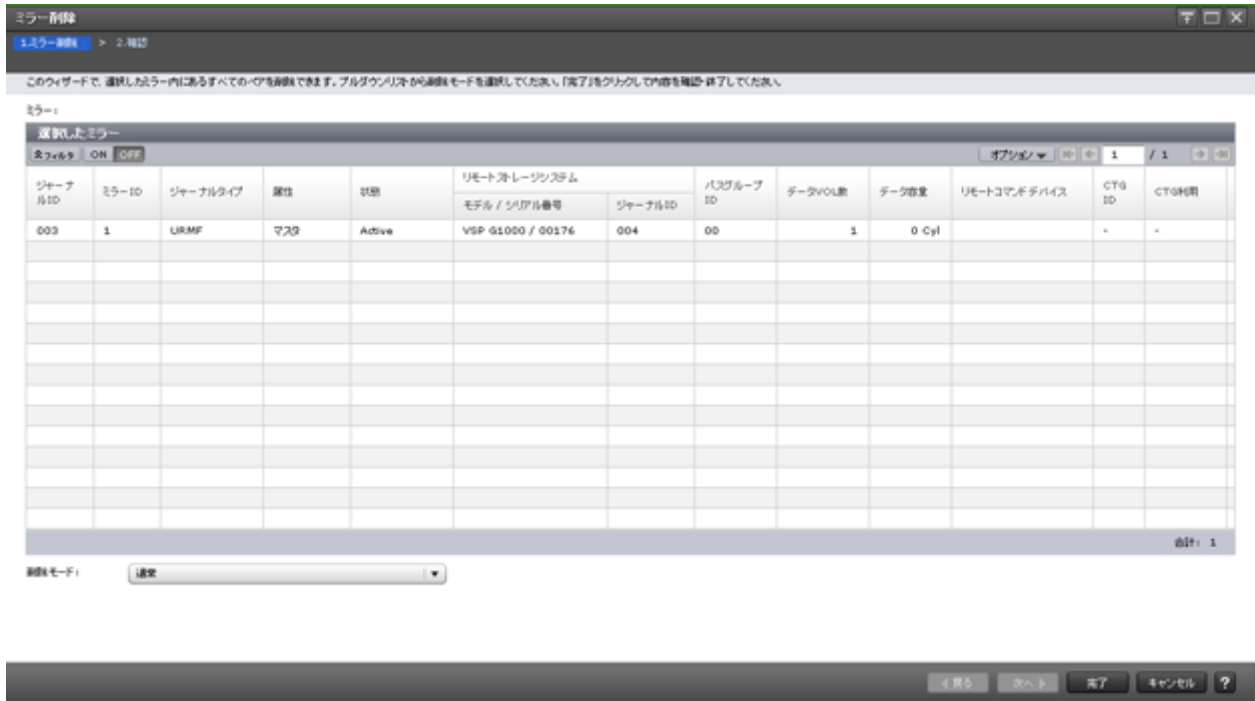 ミラー削除
1.ミラー削除 > 2.確認
このウィザードで、選択したミラー内にあるすべてのペアを削除できます。プルダウンリストから削除モードを選択してください。「完了」をクリックして内容を確認・終了してください。
ミラー:
選択したミラー
ON OFF オプション 1 / 1
ジャーナルID ミラーID ジャーナルタイプ 属性 状態 リモートストレージシステム モデル / シリアル番号 ジャーナルID パスグループID データVOL数 データ容量 リモートコマンドデバイス CTG ID CTG利用
003 1 URMF マスタ Active VSP G1000 / 00176 004 00 1 0 Cyl - -
合計: 1
削除モード: 通常
戻る 次へ 完了 キャンセル ?